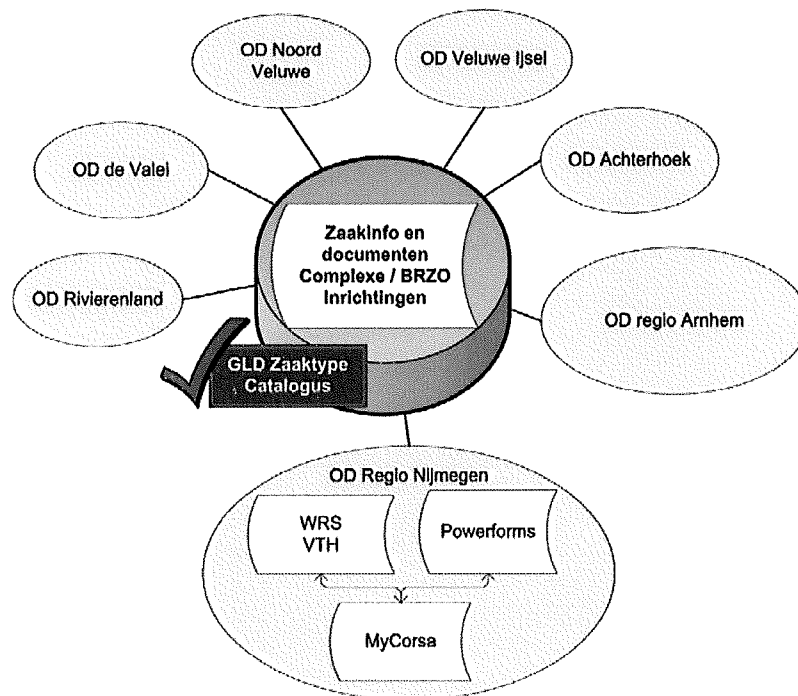 OD Noord
Veluwe
OD Veluwe Ijsel
OD de Valei
OD Achterhoek
ZaakInfo en
documenten
Complexe / BRZO
Inrichtingen
OD Rivierenland
OD regio Arnhem
GLD Zaaktype
Catalogus
OD Regio Nijmegen
WRS
VTH
Powerforms
MyCorsa